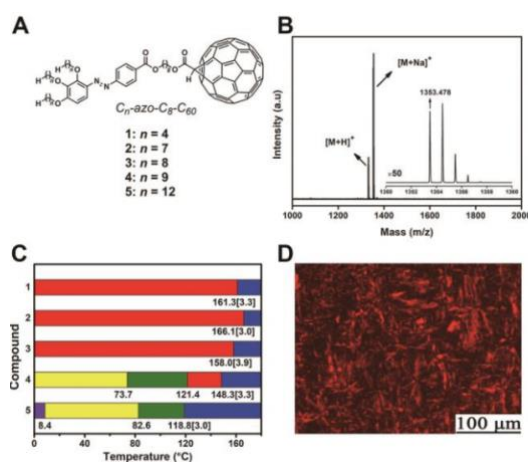 A
B
C
D
Cn-azo-C8-C60
1: n = 4
2: n = 7
3: n = 8
4: n = 9
5: n = 12
Intensity (a.u)
[M+Na]+
1353.478
[M+H]+
×50
1000 1200 1400 1600 1800 2000
Mass (m/z)
Compound
1
161.3[3.3]
2
166.1[3.0]
3
158.0[3.9]
4
73.7 121.4 148.3[3.3]
5
8.4 82.6 118.8[3.0]
0 40 80 120 160
Temperature (°C)
100 μm